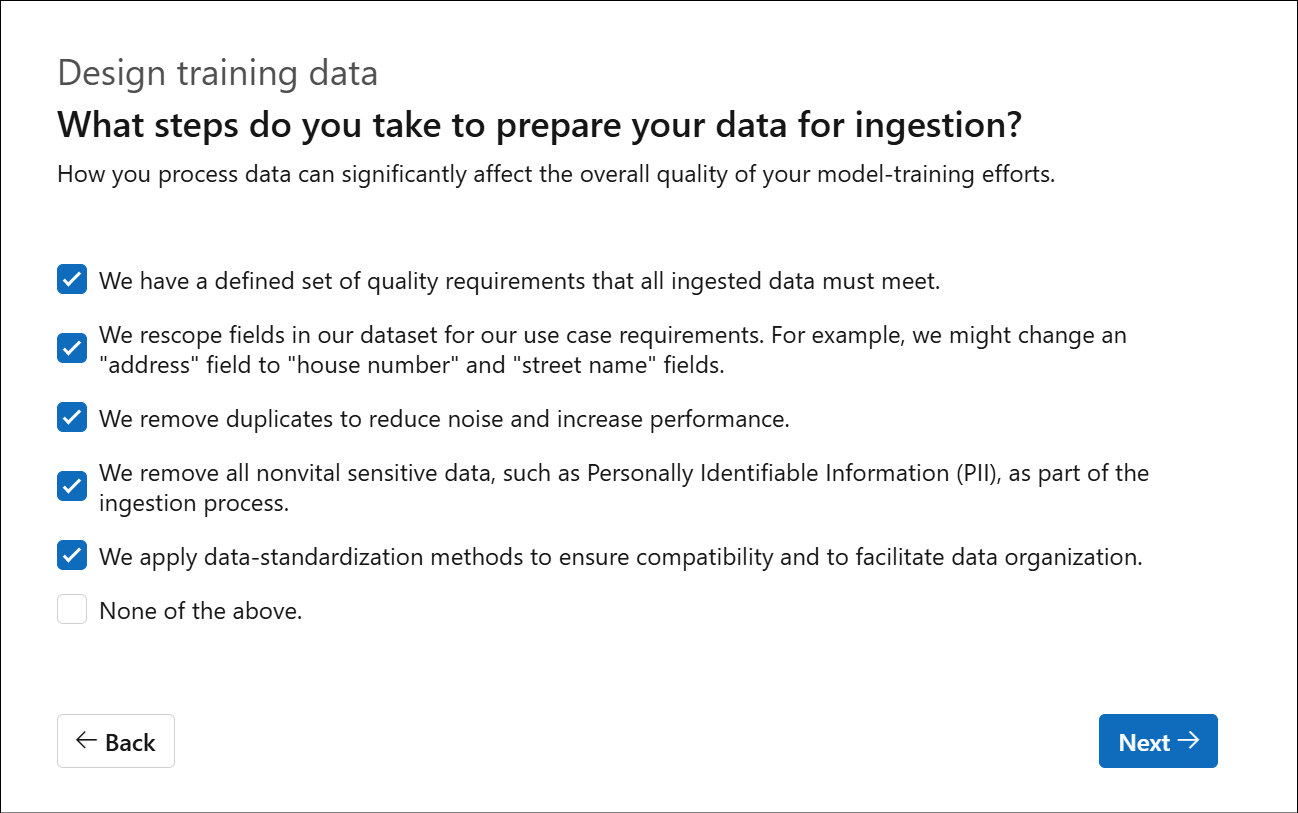 Design training data
What steps do you take to prepare your data for ingestion?
How you process data can significantly affect the overall quality of your model-training efforts.
We have a defined set of quality requirements that all ingested data must meet.
We rescope fields in our dataset for our use case requirements. For example, we might change an
"address" field to "house number" and "street name" fields.
We remove duplicates to reduce noise and increase performance.
We remove all nonvital sensitive data, such as Personally Identifiable Information (PII), as part of the
ingestion process.
We apply data-standardization methods to ensure compatibility and to facilitate data organization.
None of the above.
← Back
Next →